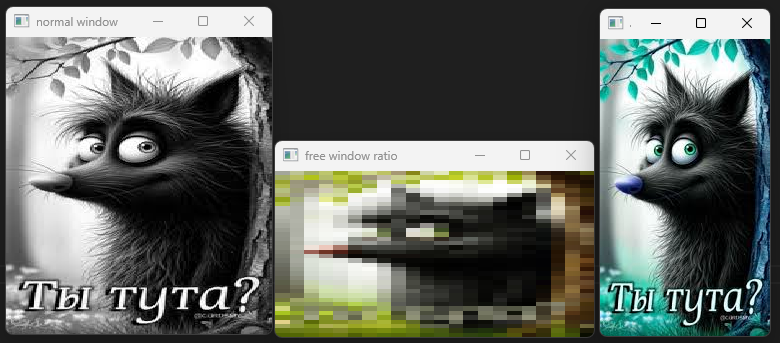 normal window
Ты тута?
free window ratio
Ты тута?